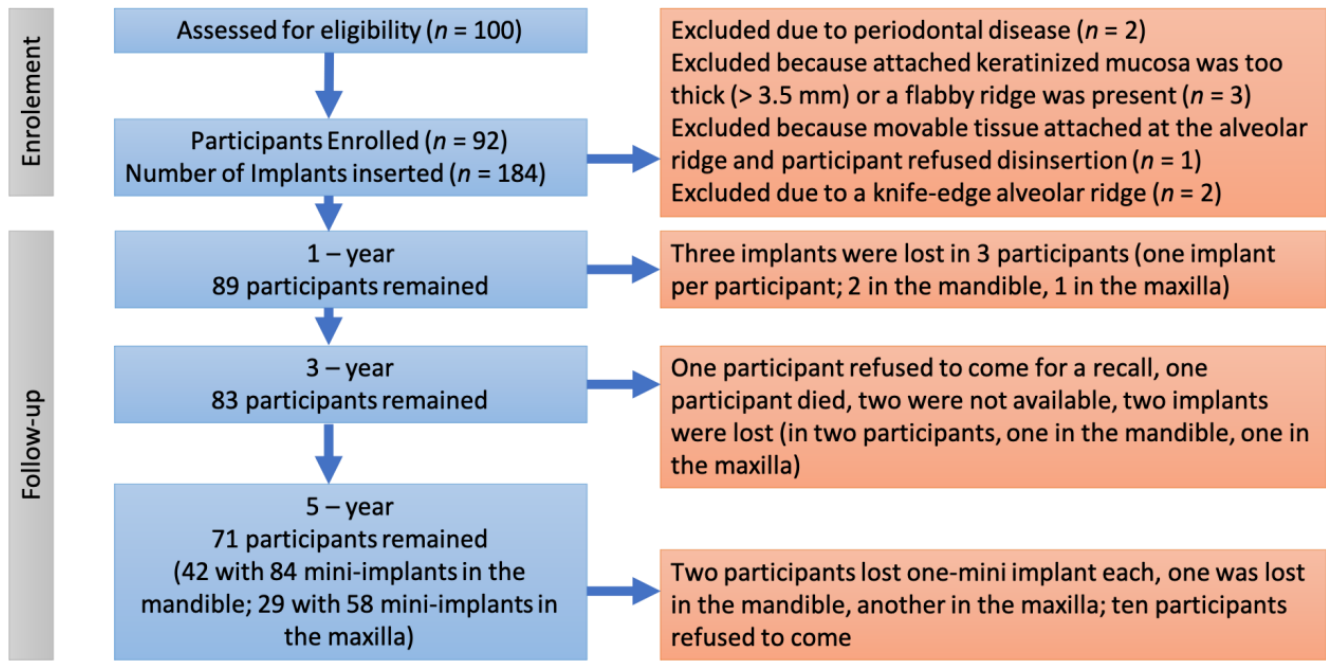 Enrolement
Assessed for eligibility (n = 100)
Participants Enrolled (n = 92)
Number of Implants inserted (n = 184)
Excluded due to periodontal disease (n = 2)
Excluded because attached keratinized mucosa was too
thick (> 3.5 mm) or a flabby ridge was present (n = 3)
Excluded because movable tissue attached at the alveolar
ridge and participant refused disinsertion (n = 1)
Excluded due to a knife-edge alveolar ridge (n = 2)
Follow-up
1 – year
89 participants remained
Three implants were lost in 3 participants (one implant
per participant; 2 in the mandible, 1 in the maxilla)
3 – year
83 participants remained
One participant refused to come for a recall, one
participant died, two were not available, two implants
were lost (in two participants, one in the mandible, one in
the maxilla)
5 – year
71 participants remained
(42 with 84 mini-implants in the
mandible; 29 with 58 mini-implants in
the maxilla)
Two participants lost one-mini implant each, one was lost
in the mandible, another in the maxilla; ten participants
refused to come